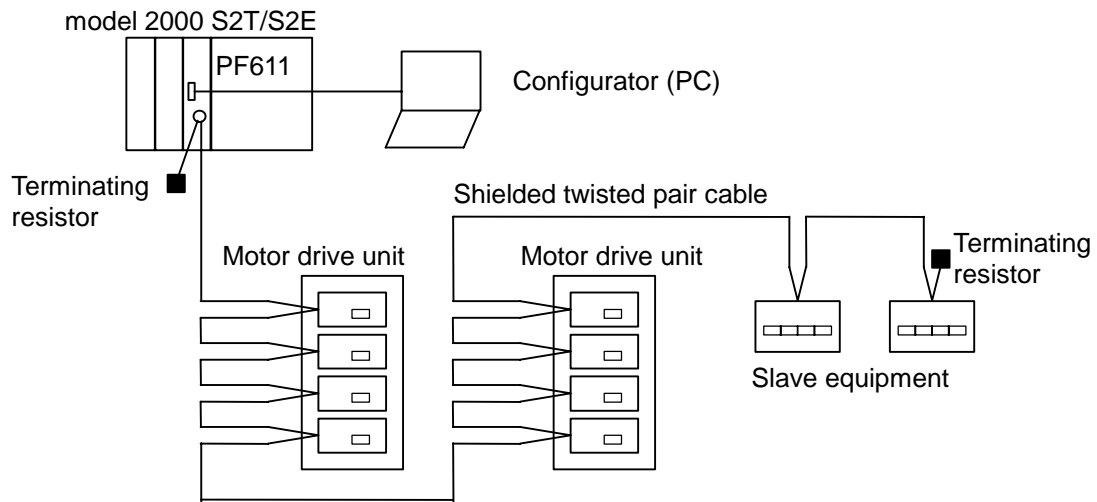 model 2000 S2T/S2E
PF611
Configurator (PC)
Terminating
resistor
Shielded twisted pair cable
Motor drive unit
Motor drive unit
Terminating
resistor
Slave equipment